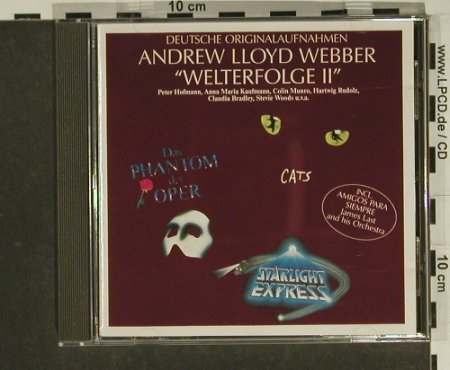 10 cm
DEUTSCHE ORIGINALAUFNAHMEN
ANDREW LLOYD WEBBER
"WELTERFOLGE II"
Peter Hofmann, Anna Maria Kaufmann, Colin Munro, Hartwig Rudolz,
Claudia Bradley, Stevie Woods u.v.a.
Das
PHANTOM
der
OPER
CATS
INCL.
AMIGOS PARA
SIEMPRE
James Last
and his Orchestra
STARLIGHT
EXPRESS
www.LPCD.de / CD
10 cm